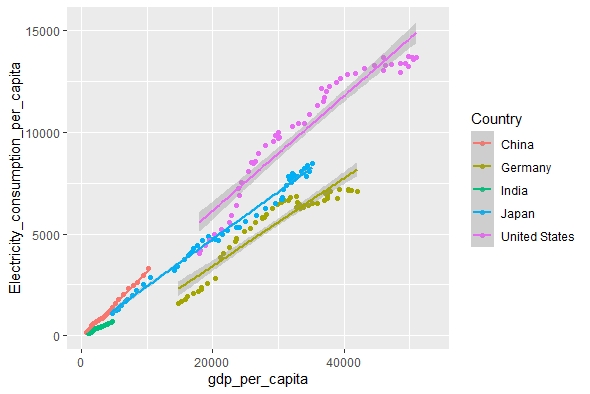 Electricity_consumption_per_capita
15000
10000
5000
0
0
20000
40000
gdp_per_capita
Country
China
Germany
India
Japan
United States